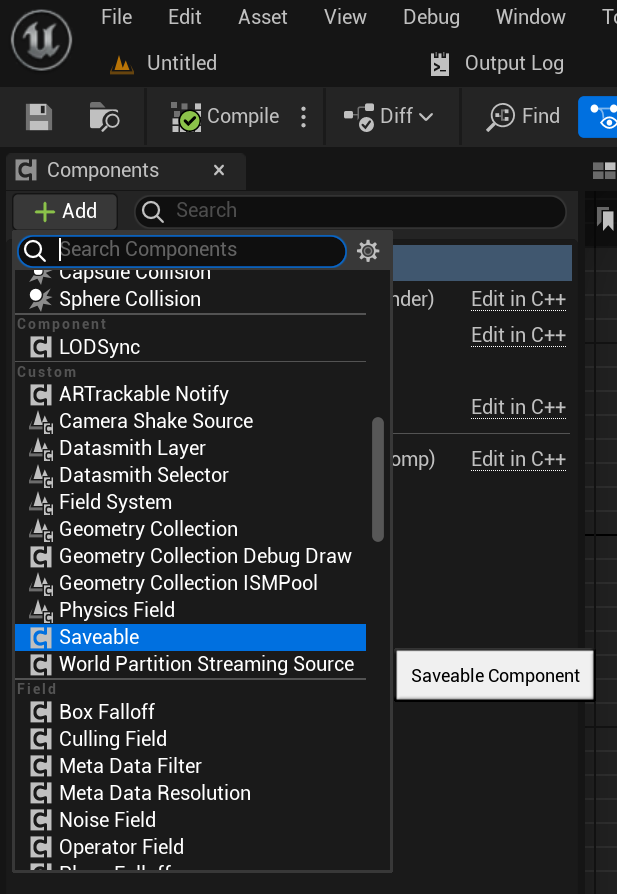 File Edit Asset View Debug Window
Untitled Output Log
Compile Diff Find
Components
Add Search
Search Components
Capsule Collision
Sphere Collision Edit in C++
Component Edit in C++
LODSync
Custom
ARTrackable Notify Edit in C++
Camera Shake Source
Datasmith Layer Edit in C++
Datasmith Selector
Field System
Geometry Collection
Geometry Collection Debug Draw
Geometry Collection ISMPool
Physics Field
Saveable
World Partition Streaming Source
Saveable Component
Field
Box Falloff
Culling Field
Meta Data Filter
Meta Data Resolution
Noise Field
Operator Field